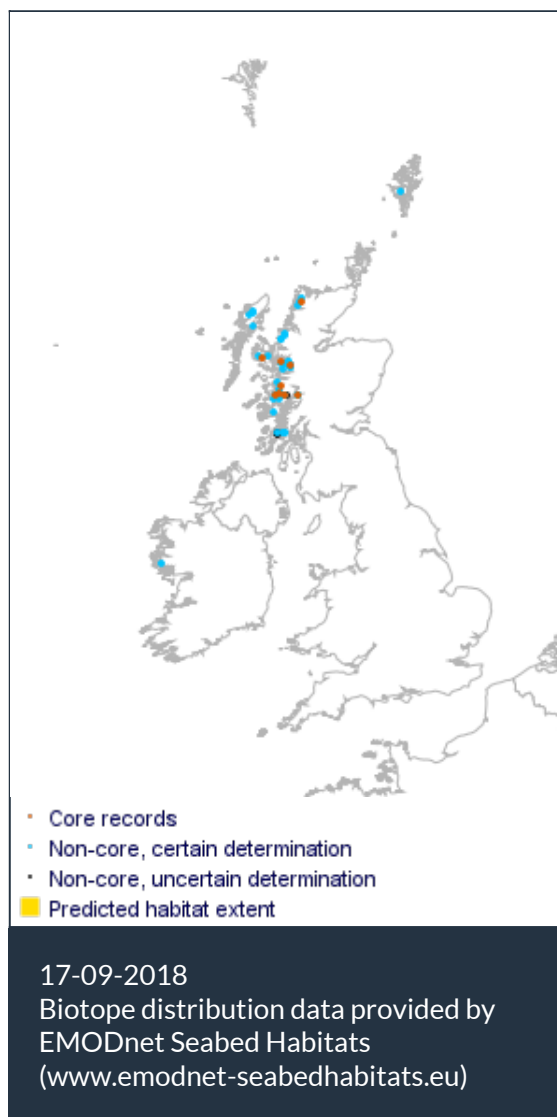 Core records
Non-core, certain determination
Non-core, uncertain determination
Predicted habitat extent
17-09-2018
Biotope distribution data provided by
EMODnet Seabed Habitats
(www.emodnet-seabedhabitats.eu)